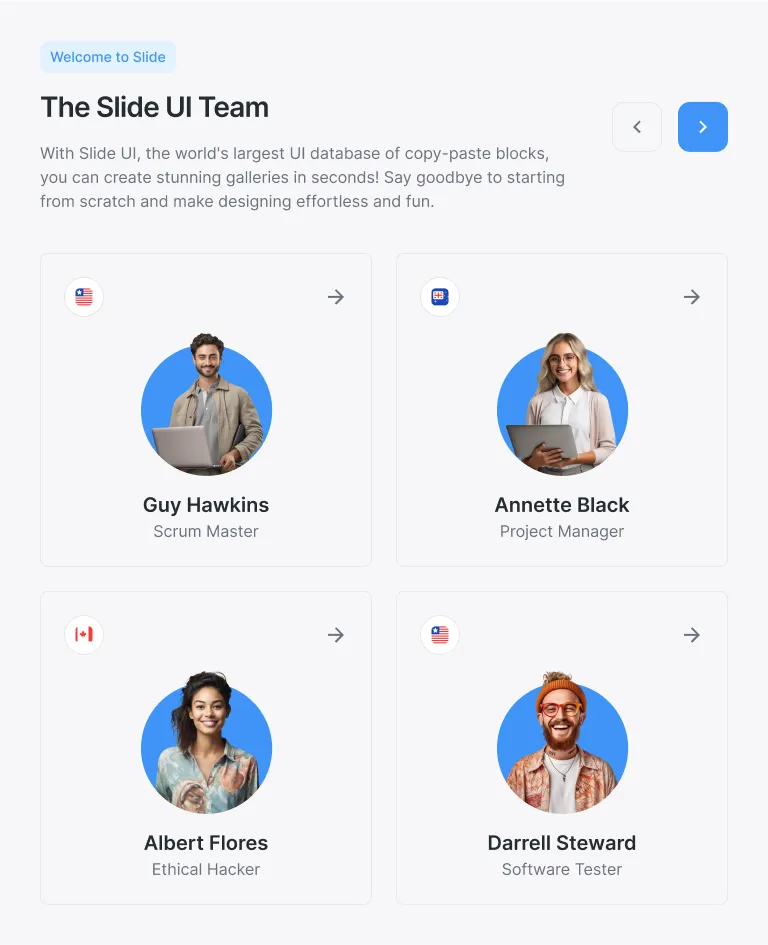 Welcome to Slide
The Slide UI Team
With Slide UI, the world's largest UI database of copy-paste blocks,
you can create stunning galleries in seconds! Say goodbye to starting
from scratch and make designing effortless and fun.
Guy Hawkins
Scrum Master
Annette Black
Project Manager
Albert Flores
Ethical Hacker
Darrell Steward
Software Tester